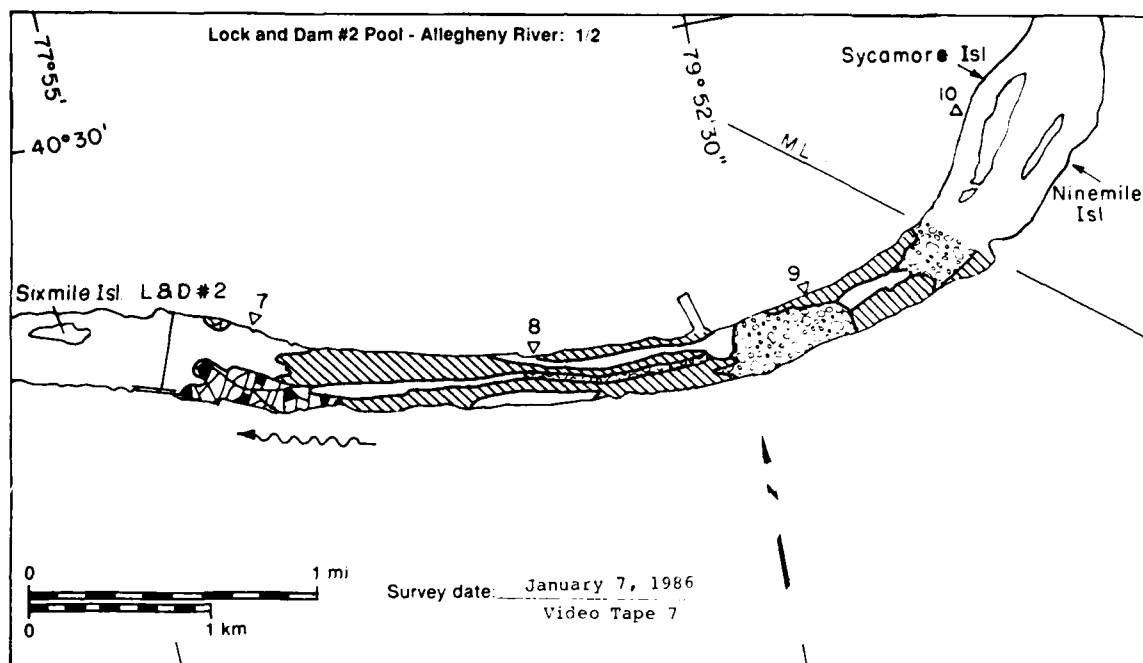 Lock and Dam #2 Pool - Allegheny River: 1/2
77°55'
40°30'
79°52'30"
ML
Sycamore Isl
10
Ninemile
Isl
Sixmile Isl. L&D #2
7
8
9
0 1 mi
0 1 km
Survey date: January 7, 1986
Video Tape 7